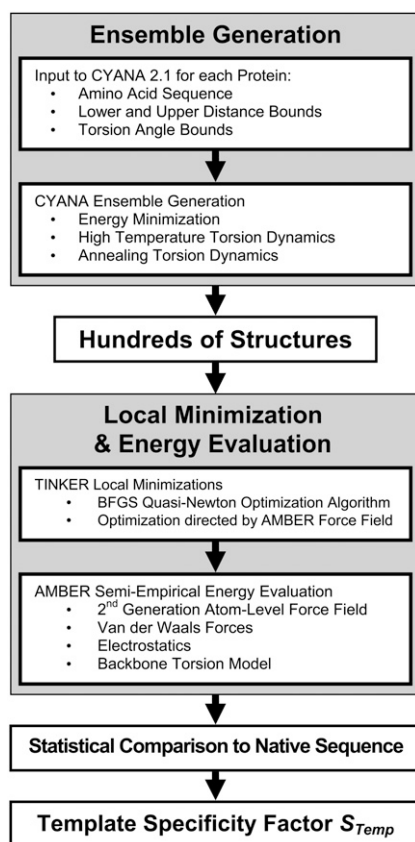 Ensemble Generation
Input to CYANA 2.1 for each Protein:
• Amino Acid Sequence
• Lower and Upper Distance Bounds
• Torsion Angle Bounds
CYANA Ensemble Generation
• Energy Minimization
• High Temperature Torsion Dynamics
• Annealing Torsion Dynamics
Hundreds of Structures
Local Minimization
& Energy Evaluation
TINKER Local Minimizations
• BFGS Quasi-Newton Optimization Algorithm
• Optimization directed by AMBER Force Field
AMBER Semi-Empirical Energy Evaluation
• 2nd Generation Atom-Level Force Field
• Van der Waals Forces
• Electrostatics
• Backbone Torsion Model
Statistical Comparison to Native Sequence
Template Specificity Factor STemp